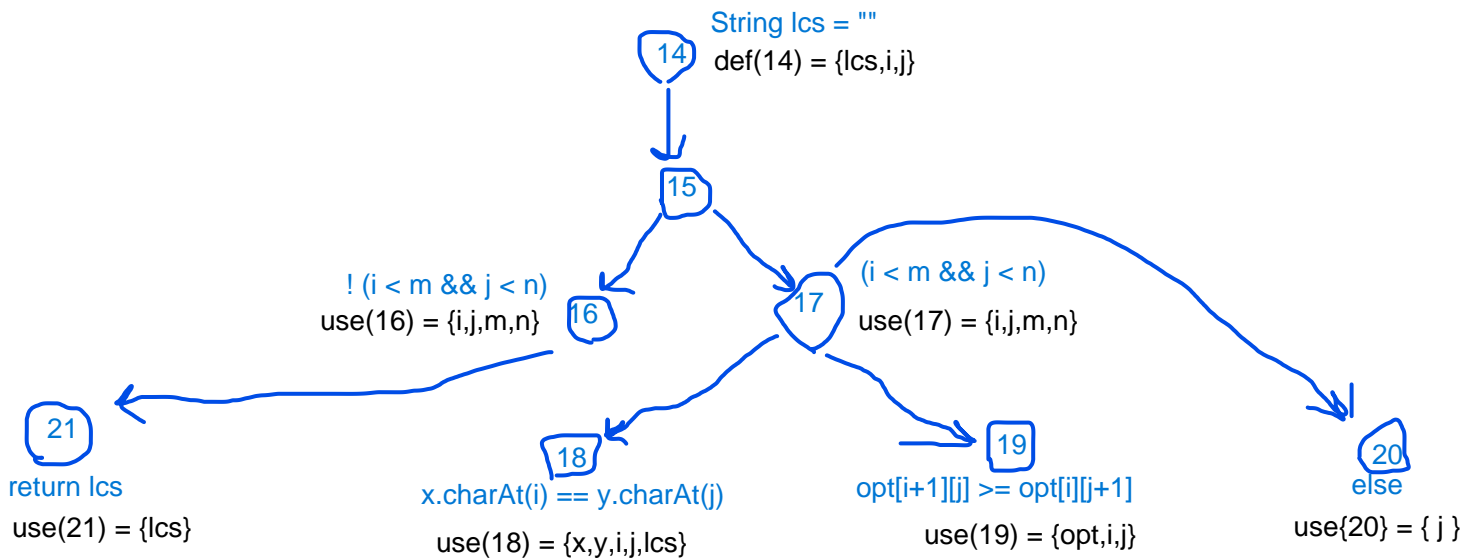 String lcs = ""
14
def(14) = {lcs,i,j}
15
! (i < m && j < n)
(i < m && j < n)
16
17
use(16) = {i,j,m,n}
use(17) = {i,j,m,n}
21
18
19
20
return lcs
x.charAt(i) == y.charAt(j)
opt[i+1][j] >= opt[i][j+1]
else
use(21) = {lcs}
use(18) = {x,y,i,j,lcs}
use(19) = {opt,i,j}
use{20} = { j }